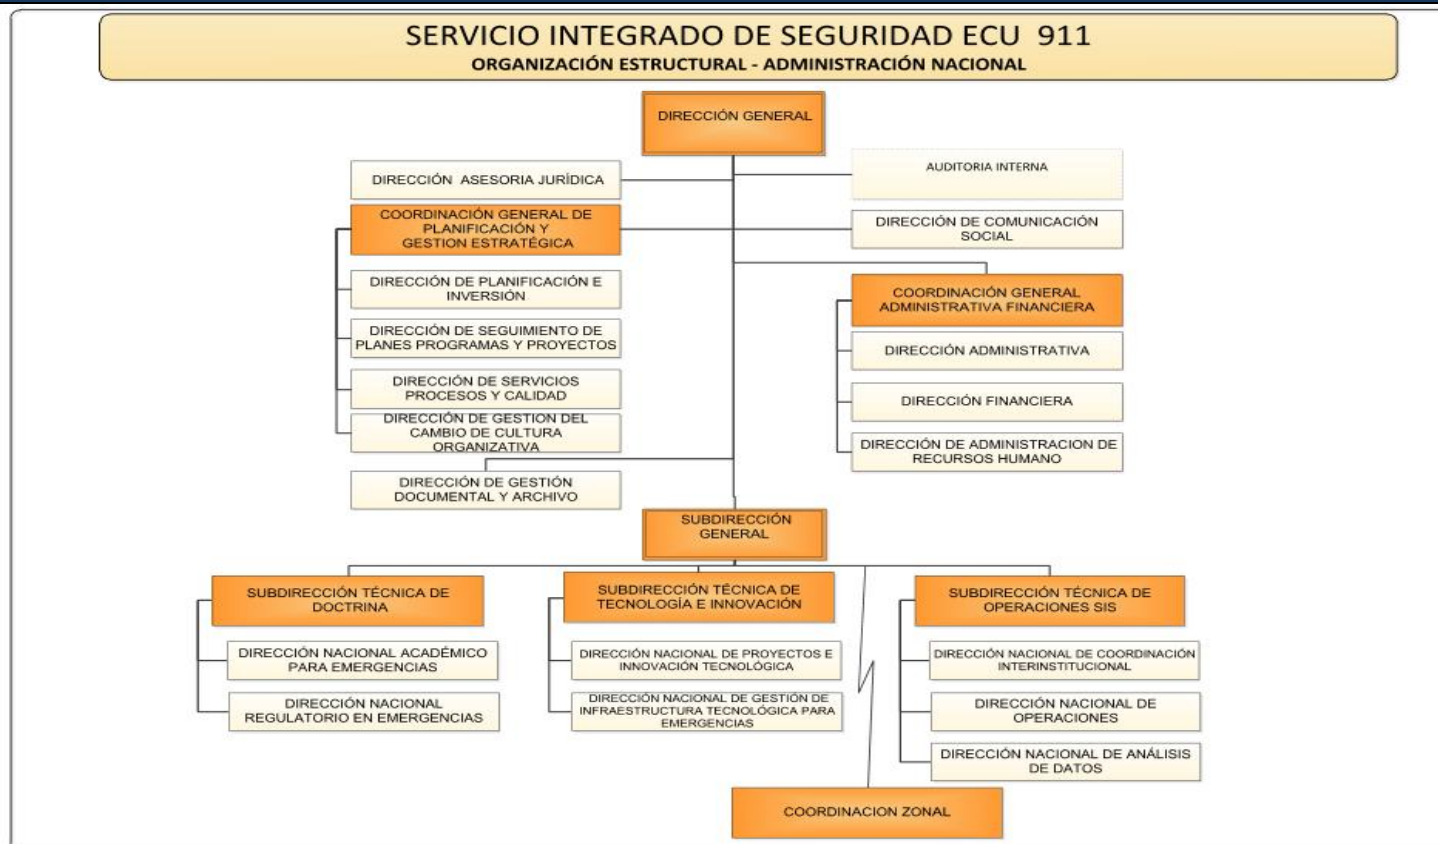 SERVICIO INTEGRADO DE SEGURIDAD ECU 911
ORGANIZACIÓN ESTRUCTURAL - ADMINISTRACIÓN NACIONAL
DIRECCIÓN GENERAL
DIRECCIÓN ASESORIA JURÍDICA
AUDITORIA INTERNA
COORDINACIÓN GENERAL DE
PLANIFICACIÓN Y
GESTION ESTRATÉGICA
DIRECCIÓN DE COMUNICACIÓN
SOCIAL
DIRECCIÓN DE PLANIFICACIÓN E
INVERSIÓN
DIRECCIÓN DE SEGUIMIENTO DE
PLANES PROGRAMAS Y PROYECTOS
DIRECCIÓN DE SERVICIOS
PROCESOS Y CALIDAD
DIRECCIÓN DE GESTION DEL
CAMBIO DE CULTURA
ORGANIZATIVA
DIRECCIÓN DE GESTIÓN
DOCUMENTAL Y ARCHIVO
COORDINACIÓN GENERAL
ADMINISTRATIVA FINANCIERA
DIRECCIÓN ADMINISTRATIVA
DIRECCIÓN FINANCIERA
DIRECCIÓN DE ADMINISTRACION DE
RECURSOS HUMANO
SUBDIRECCIÓN
GENERAL
SUBDIRECCIÓN TÉCNICA DE
DOCTRINA
DIRECCIÓN NACIONAL ACADÉMICO
PARA EMERGENCIAS
DIRECCIÓN NACIONAL
REGULATORIO EN EMERGENCIAS
SUBDIRECCIÓN TÉCNICA DE
TECNOLOGÍA E INNOVACIÓN
DIRECCIÓN NACIONAL DE PROYECTOS E
INNOVACIÓN TECNOLÓGICA
DIRECCIÓN NACIONAL DE GESTIÓN DE
INFRAESTRUCTURA TECNOLÓGICA PARA
EMERGENCIAS
SUBDIRECCIÓN TÉCNICA DE
OPERACIONES SIS
DIRECCIÓN NACIONAL DE COORDINACIÓN
INTERINSTITUCIONAL
DIRECCIÓN NACIONAL DE
OPERACIONES
DIRECCIÓN NACIONAL DE ANÁLISIS
DE DATOS
COORDINACION ZONAL